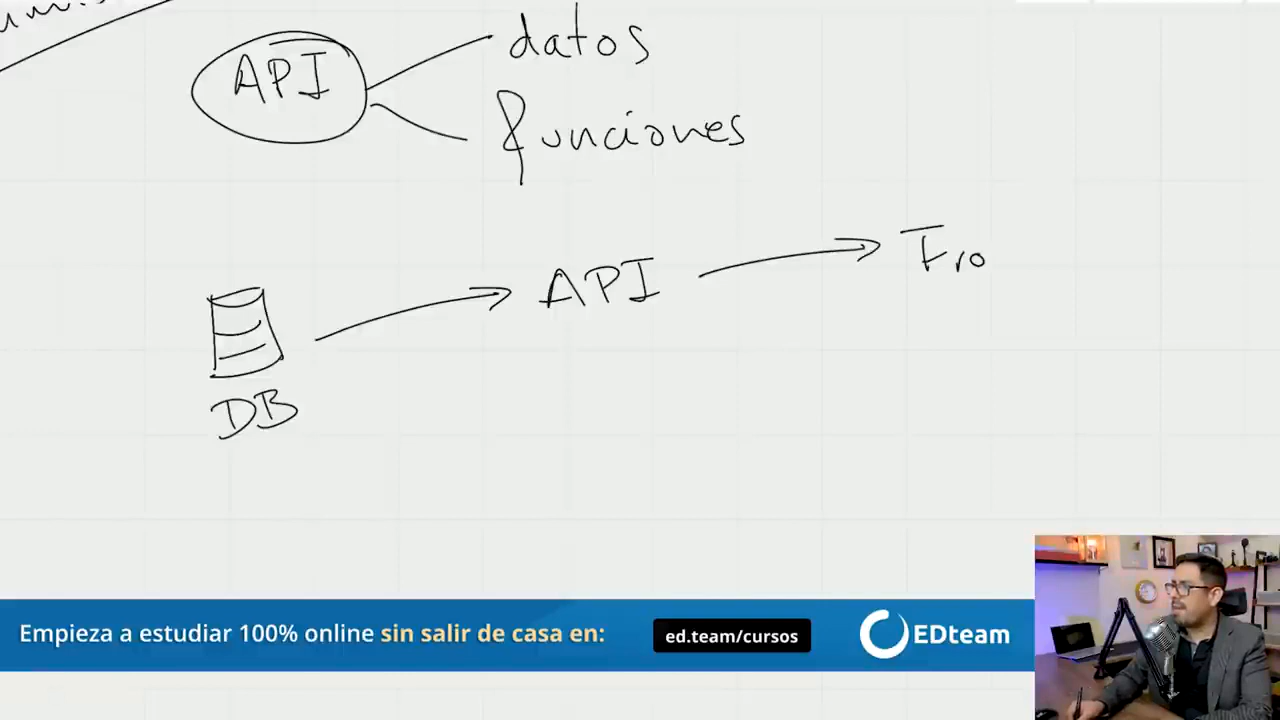 API
datos
funciones
DB
API
Fro
Empieza a estudiar 100% online sin salir de casa en:
ed.team/cursos
EDteam